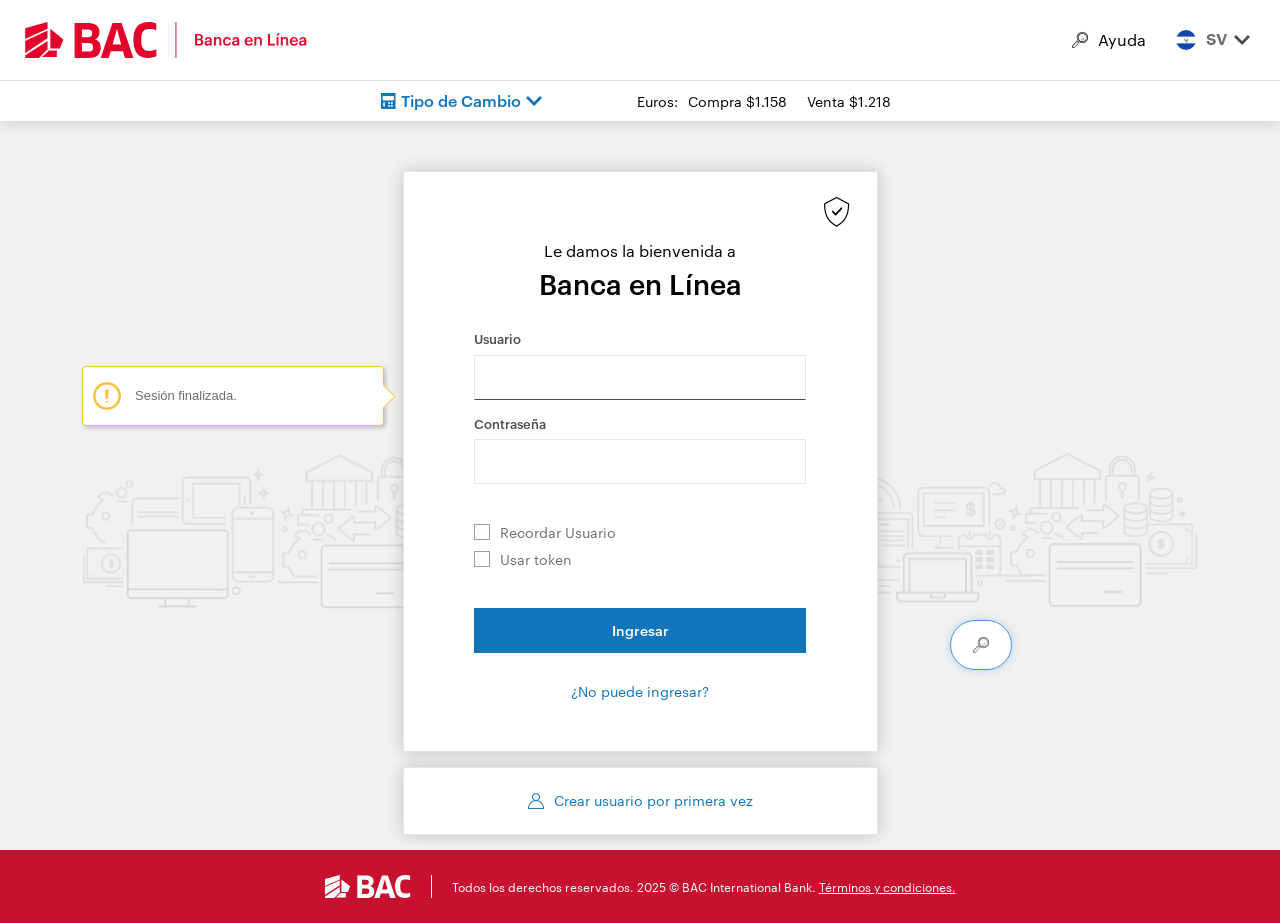 BAC
Banca en Línea
Ayuda
SV
Tipo de Cambio
Euros: Compra $1.158 Venta $1.218
Le damos la bienvenida a
Banca en Línea
Usuario
Sesión finalizada.
Contraseña
Recordar Usuario
Usar token
Ingresar
¿No puede ingresar?
Crear usuario por primera vez
BAC
Todos los derechos reservados. 2025 © BAC International Bank. Términos y condiciones.